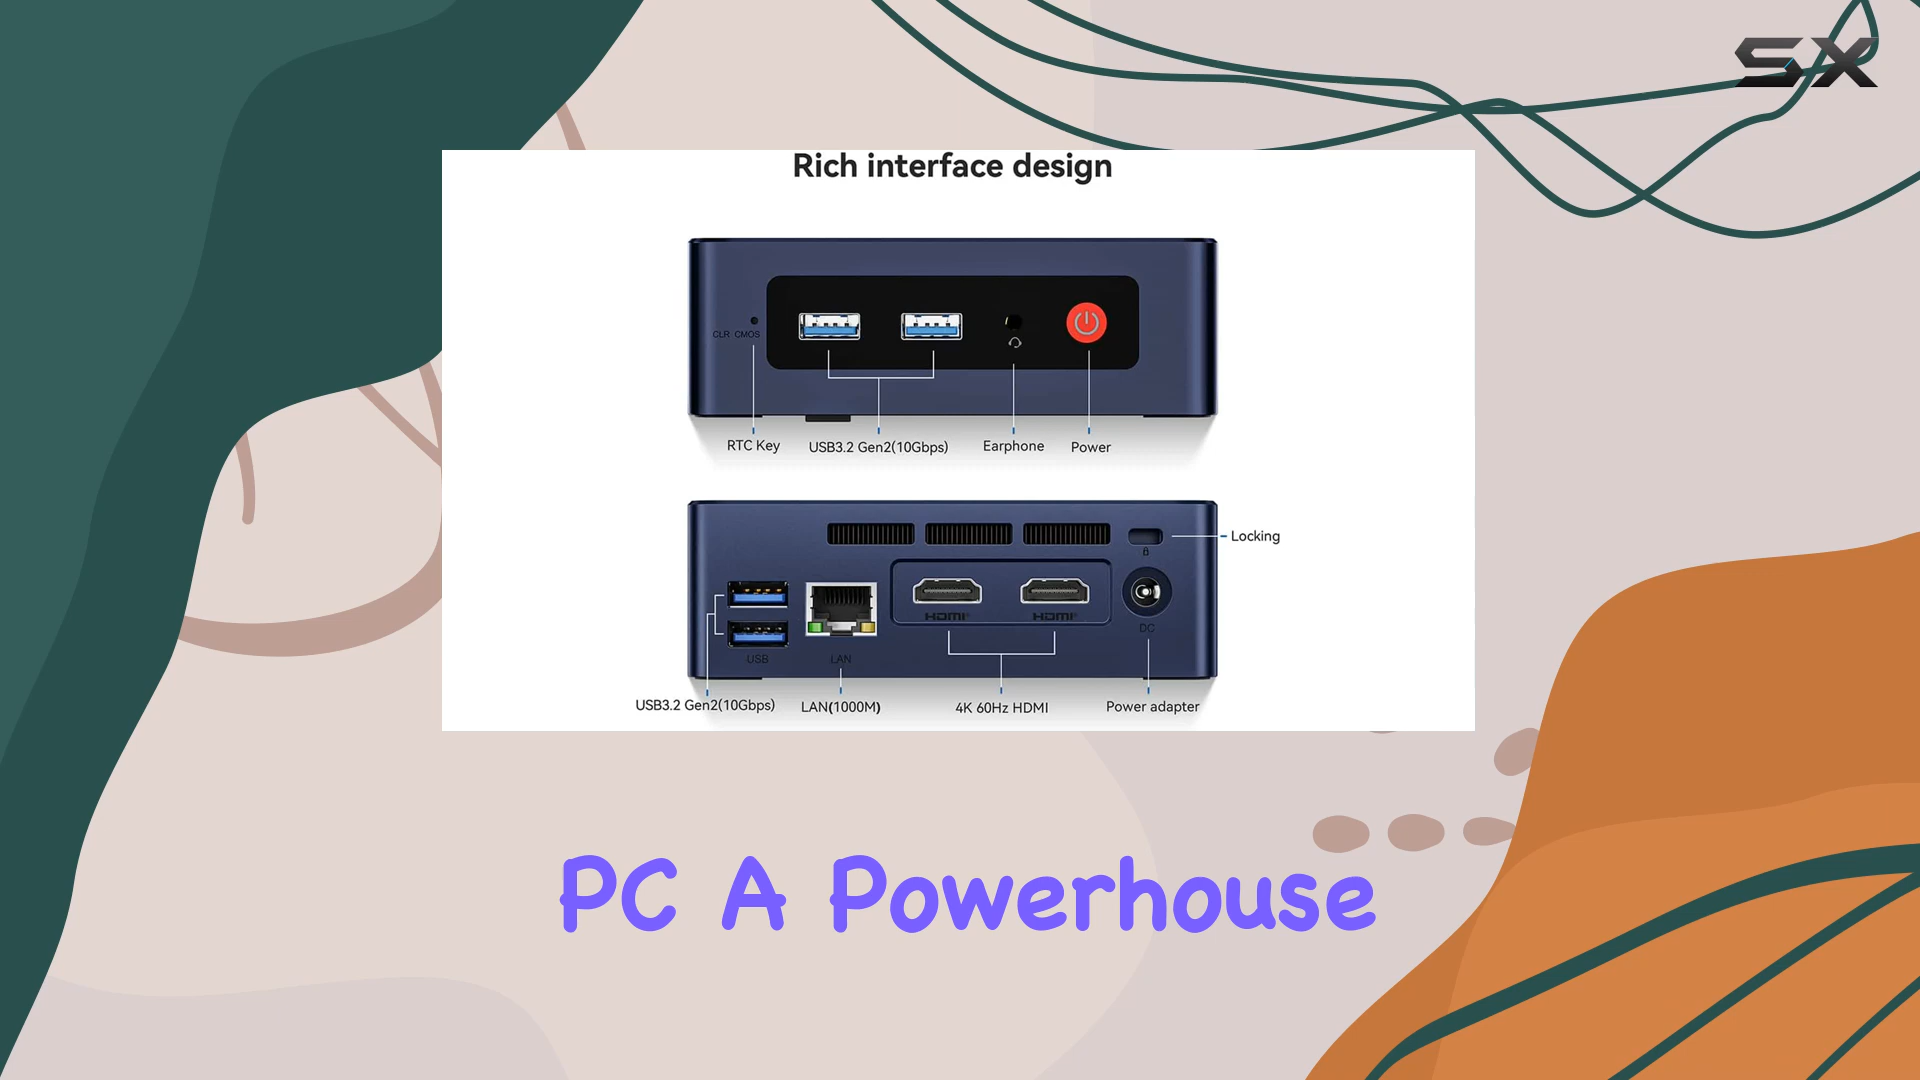 SX
Rich interface design
CLR CMOS
RTC Key
USB3.2 Gen2(10Gbps)
Earphone
Power
Locking
HDMI
HDMI
DC
USB
LAN
USB3.2 Gen2(10Gbps)
LAN(1000M)
4K 60Hz HDMI
Power adapter
PC A Powerhouse